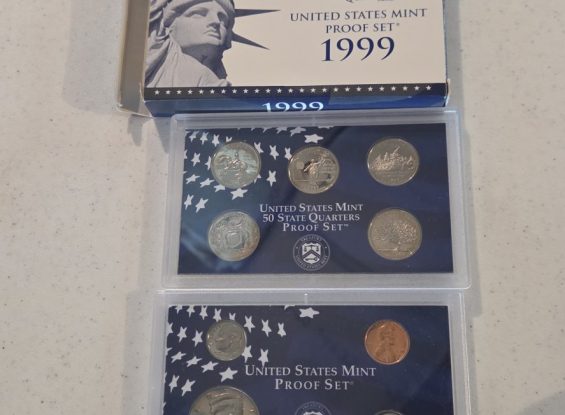 UNITED STATES MINT
PROOF SET
1999
1999
UNITED STATES MINT
50 STATE QUARTERS
PROOF SET™
UNITED STATES MINT
PROOF SET™